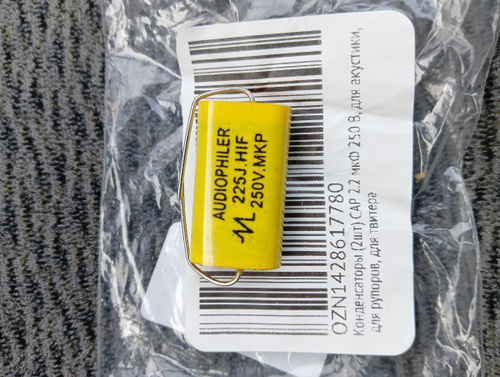 AUDIOPHILER
225J.HIF
250V.MKP
OZN1428617780
Конденсаторы (2шт) CAP 2.2 мкФ 250 В, для акустики,
для рупоров, для твитера